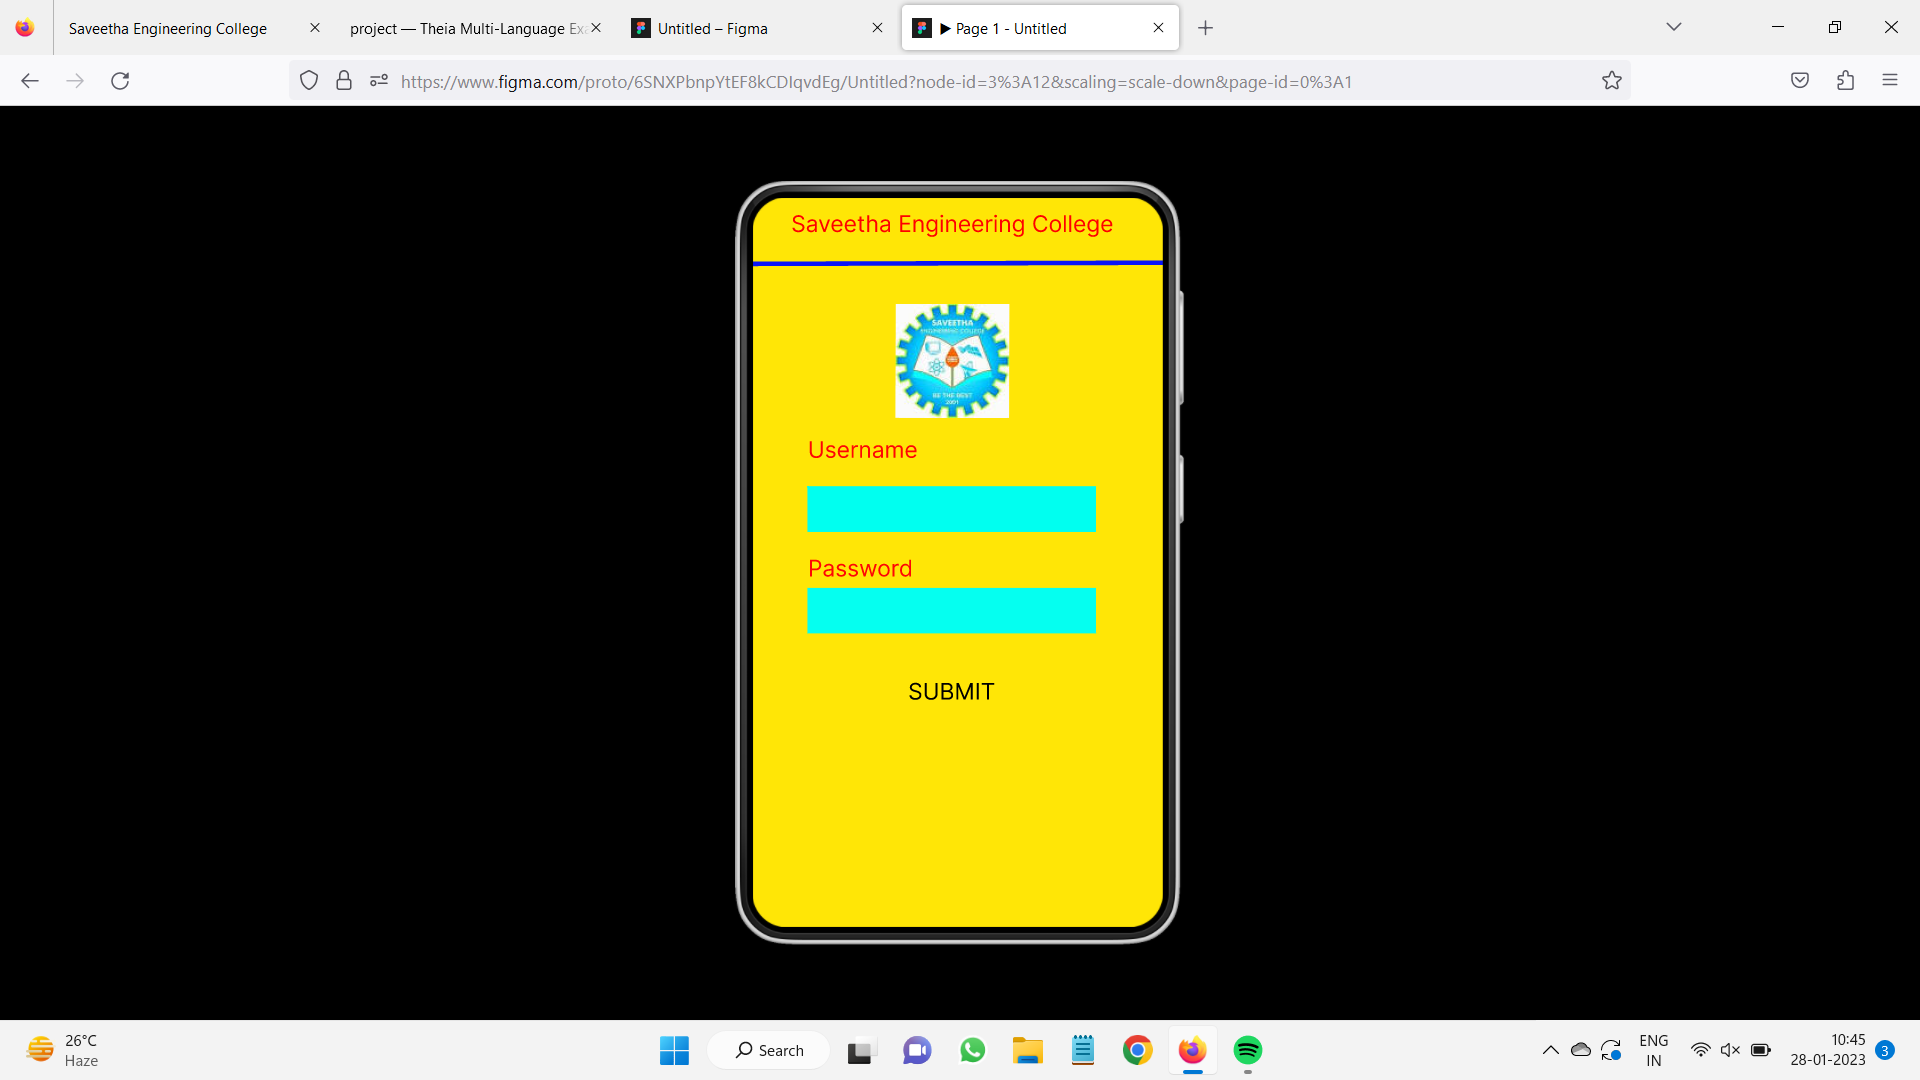 Saveetha Engineering College
project — Theia Multi-Language Exa
Untitled – Figma
▶ Page 1 - Untitled
https://www.figma.com/proto/6SNXPbnpYtEF8kCDIqvdEg/Untitled?node-id=3%3A12&scaling=scale-down&page-id=0%3A1
Saveetha Engineering College
SAVEETHA
ENGINEERING COLLEGE
BE THE BEST
2001
Username
Password
SUBMIT
26°C
Haze
Search
ENG
IN
10:45
28-01-2023
3